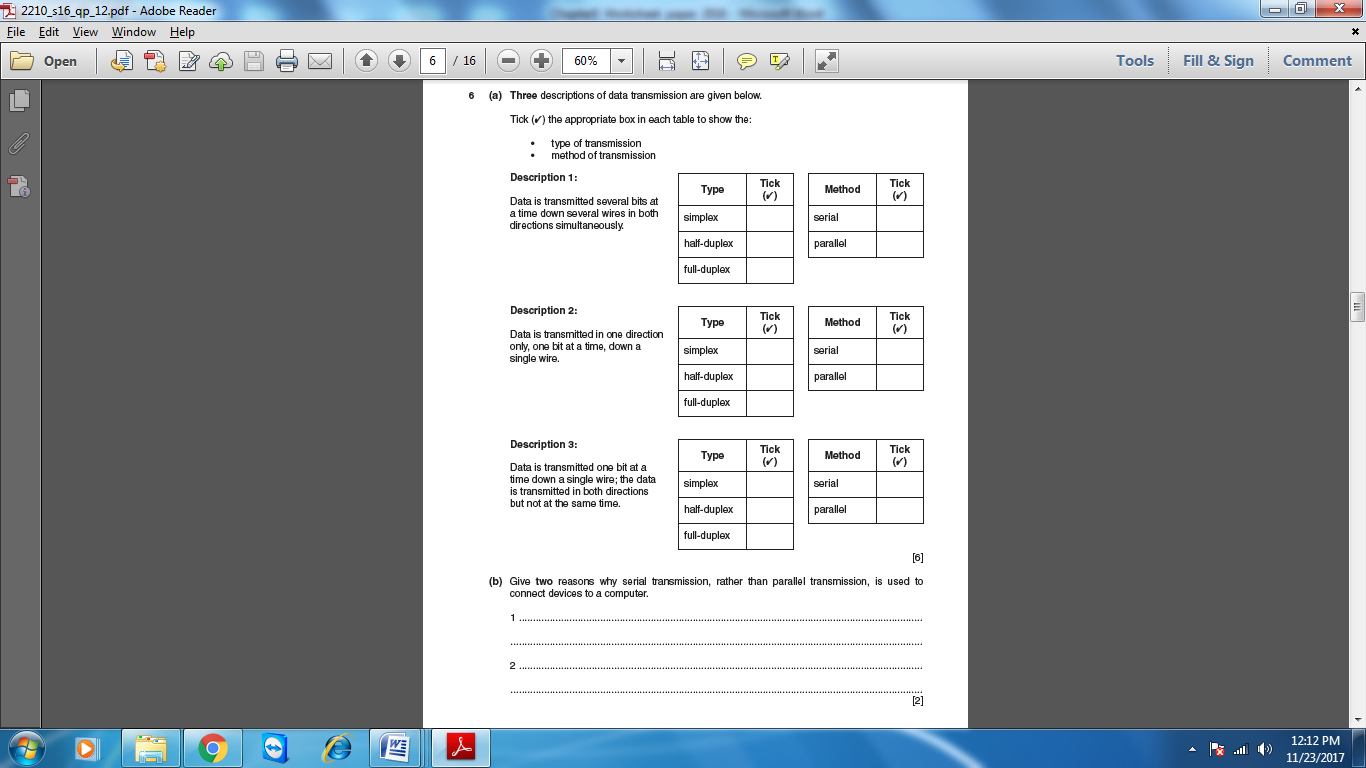 2210_s16_qp_12.pdf - Adobe Reader
File Edit View Window Help
Open 6 / 16 60% Tools Fill & Sign Comment
6 (a) Three descriptions of data transmission are given below.
Tick (✓) the appropriate box in each table to show the:
• type of transmission
• method of transmission
Description 1:
Data is transmitted several bits at
a time down several wires in both
directions simultaneously.
Type Tick (✓)
simplex
half-duplex
full-duplex
Method Tick (✓)
serial
parallel
Description 2:
Data is transmitted in one direction
only, one bit at a time, down a
single wire.
Type Tick (✓)
simplex
half-duplex
full-duplex
Method Tick (✓)
serial
parallel
Description 3:
Data is transmitted one bit at a
time down a single wire; the data
is transmitted in both directions
but not at the same time.
Type Tick (✓)
simplex
half-duplex
full-duplex
Method Tick (✓)
serial
parallel
[6]
(b) Give two reasons why serial transmission, rather than parallel transmission, is used to
connect devices to a computer.
1 ....................................................................
....................................................................
2 ....................................................................
....................................................................
[2]
12:12 PM
11/23/2017